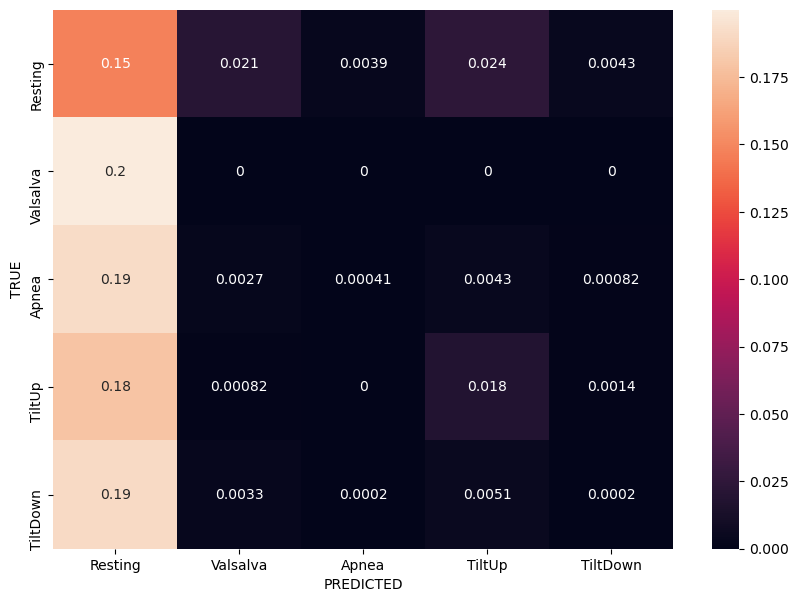 Resting 0.15 0.021 0.0039 0.024 0.0043
Valsalva 0.2 0 0 0 0
Apnea 0.19 0.0027 0.00041 0.0043 0.00082
TiltUp 0.18 0.00082 0 0.018 0.0014
TiltDown 0.19 0.0033 0.0002 0.0051 0.0002
TRUE
Resting Valsalva Apnea TiltUp TiltDown
PREDICTED
0.175
0.150
0.125
0.100
0.075
0.050
0.025
0.000